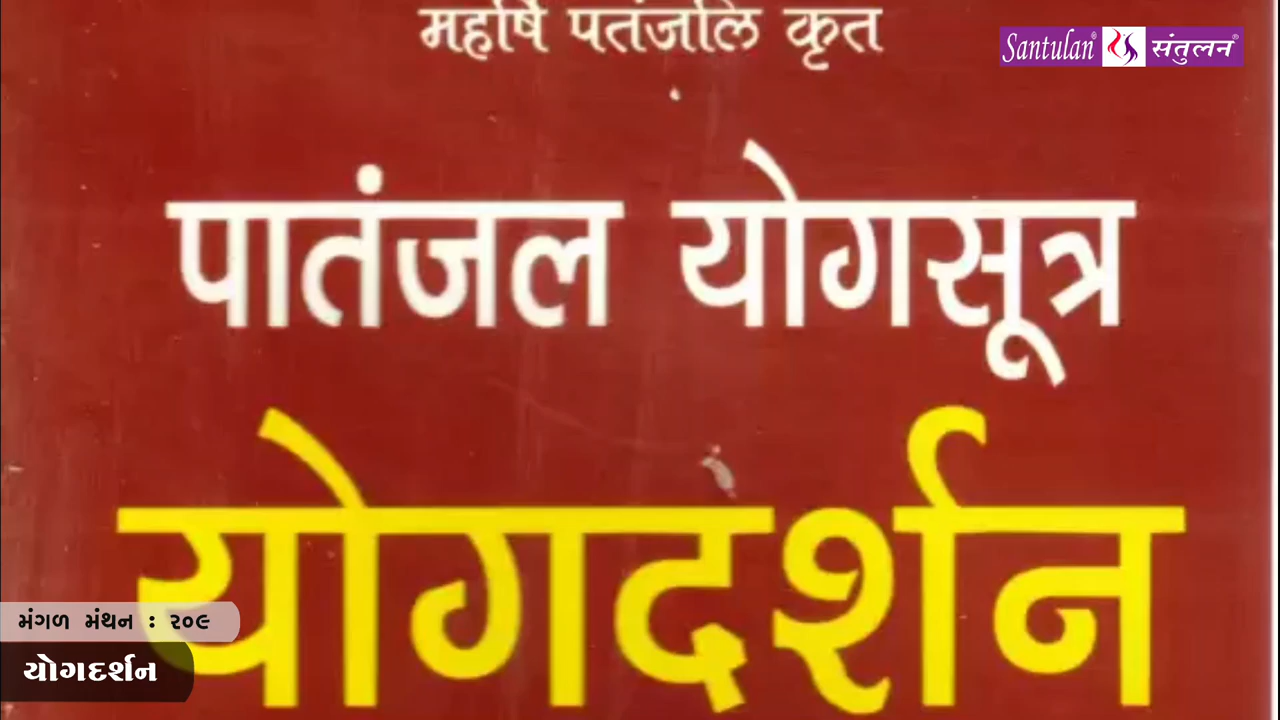 महर्षि पतंजलि कृत
Santulan® संतुलन®
पातंजल योगसूत्र
योगदर्शन
મંગળ મંથન : ૨૦૯
યોગદર્શન